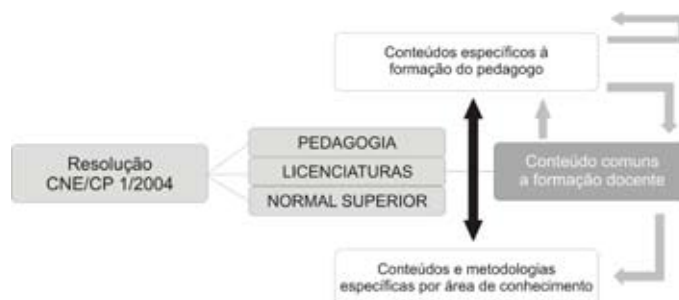 Conteúdos específicos à
formação do pedagogo
PEDAGOGIA
Resolução
CNE/CP 1/2004
LICENCIATURAS
NORMAL SUPERIOR
Conteúdo comuns
a formação docente
Conteúdos e metodologias
específicas por área de conhecimento